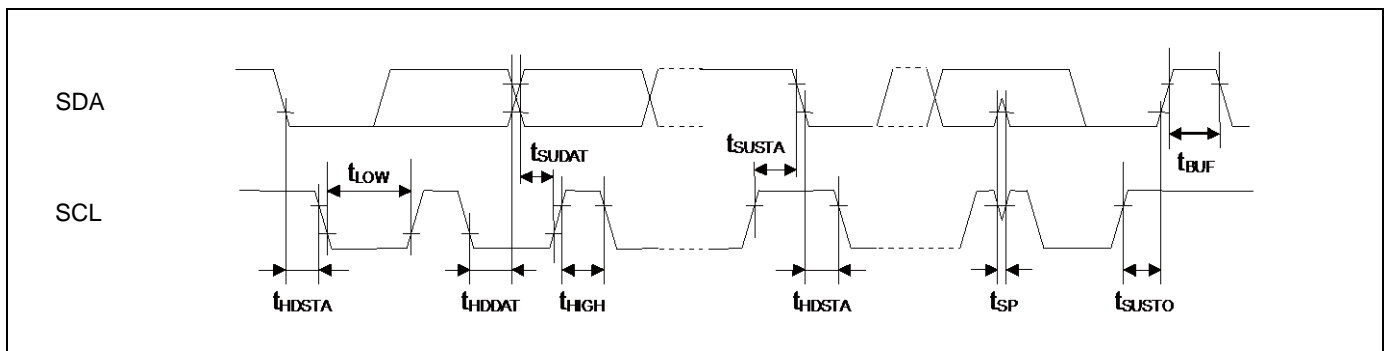 SDA
tSUDAT
tSUSTA
tBUF
tLOW
SCL
tHDSTA
tHDDAT
tHIGH
tHDSTA
tSP
tSUSTO